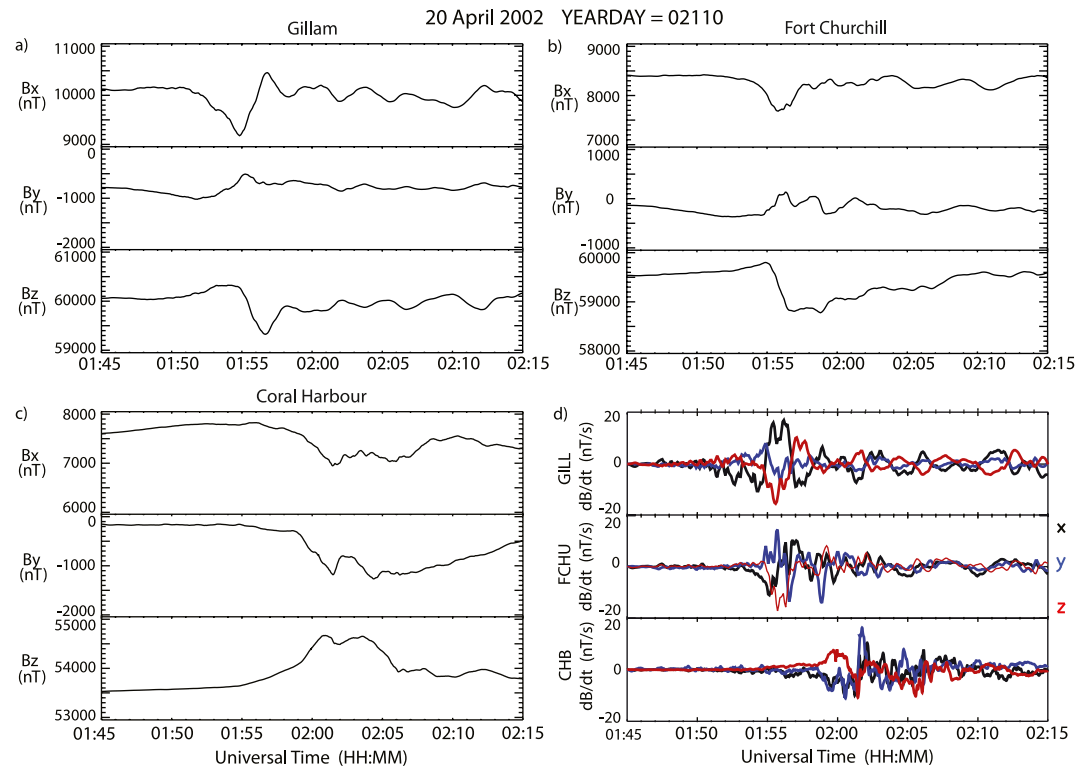 20 April 2002 YEARDAY = 02110
a) Gillam
11000
Bx 10000
(nT)
9000
0
By -1000
(nT)
-2000
61000
Bz 60000
(nT)
59000
01:45 01:50 01:55 02:00 02:05 02:10 02:15
b) Fort Churchill
9000
Bx 8000
(nT)
7000
1000
By 0
(nT)
-1000
60000
Bz 59000
(nT)
58000
01:45 01:50 01:55 02:00 02:05 02:10 02:15
c) Coral Harbour
8000
Bx 7000
(nT)
6000
0
By -1000
(nT)
-2000
55000
Bz 54000
(nT)
53000
01:45 01:50 01:55 02:00 02:05 02:10 02:15
Universal Time (HH:MM)
d)
20
GILL dB/dt (nT/s) 0
-20
20
FCHU dB/dt (nT/s) 0
-20
20
CHB dB/dt (nT/s) 0
-20
x
y
z
01:45 01:50 01:55 02:00 02:05 02:10 02:15
Universal Time (HH:MM)